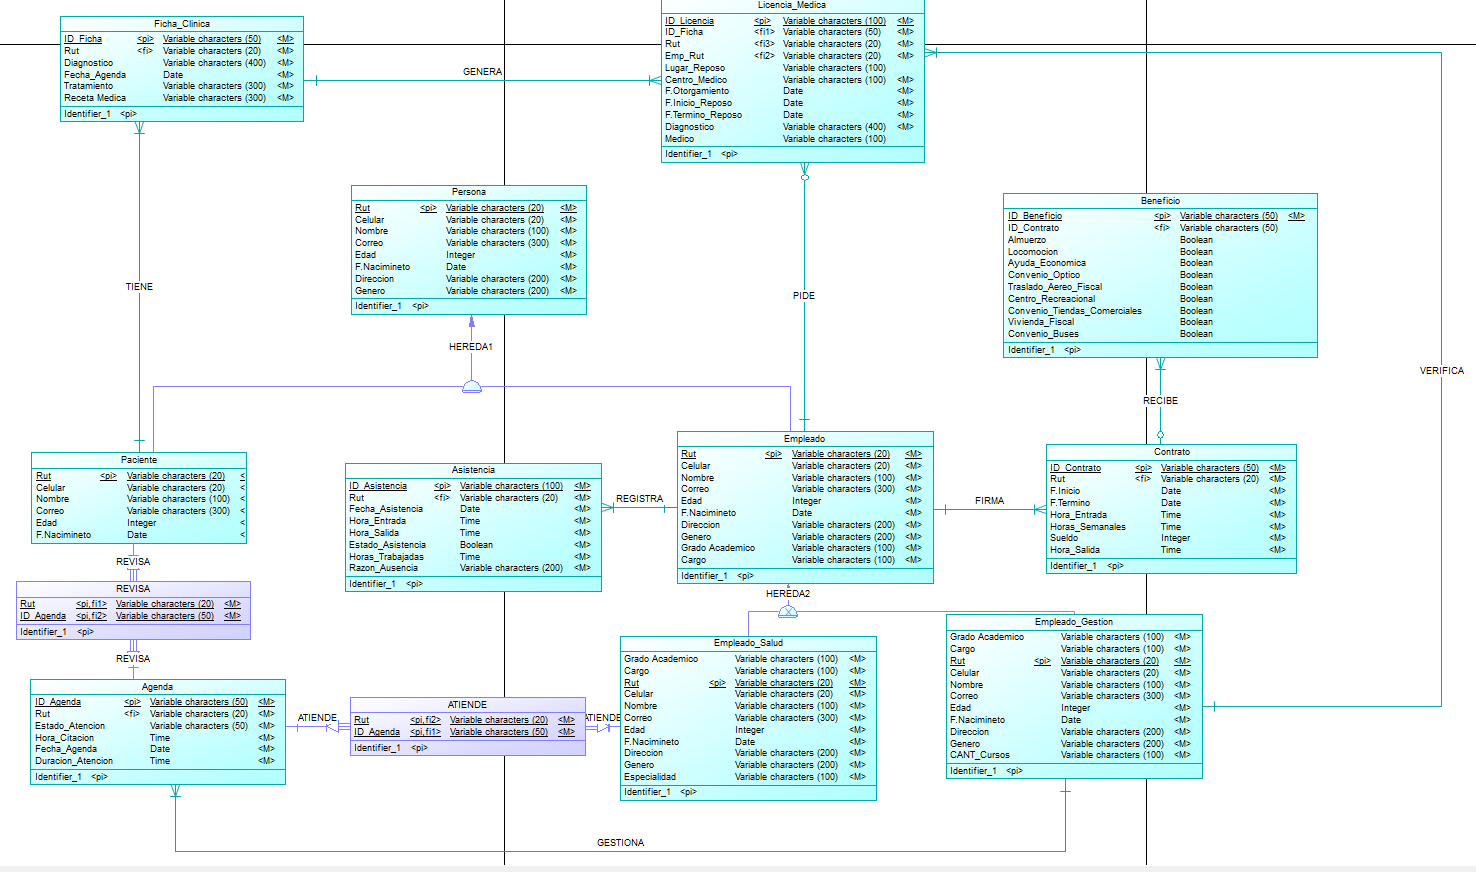 Ficha_Clinica
ID_Ficha <pi> Variable characters (50) <M>
Rut <fi> Variable characters (20) <M>
Diagnostico Variable characters (400) <M>
Fecha_Agenda Date <M>
Tratamiento Variable characters (300) <M>
Receta Medica Variable characters (300) <M>
Identifier_1 <pi>
GENERA
Licencia_Medica
ID_Licencia <pi> Variable characters (100) <M>
ID_Ficha <fi1> Variable characters (50) <M>
Rut <fi3> Variable characters (20) <M>
Emp_Rut <fi2> Variable characters (20) <M>
Lugar_Reposo Variable characters (100)
Centro_Medico Variable characters (100) <M>
F.Otorgamiento Date <M>
F.Inicio_Reposo Date <M>
F.Termino_Reposo Date <M>
Diagnostico Variable characters (400) <M>
Medico Variable characters (100)
Identifier_1 <pi>
Persona
Rut <pi> Variable characters (20) <M>
Celular Variable characters (20) <M>
Nombre Variable characters (100) <M>
Correo Variable characters (300) <M>
Edad Integer <M>
F.Nacimineto Date <M>
Direccion Variable characters (200) <M>
Genero Variable characters (200) <M>
Identifier_1 <pi>
Beneficio
ID_Beneficio <pi> Variable characters (50) <M>
ID_Contrato <fi> Variable characters (50)
Almuerzo Boolean
Locomocion Boolean
Ayuda_Economica Boolean
Convenio_Optico Boolean
Traslado_Aereo_Fiscal Boolean
Centro_Recreacional Boolean
Convenio_Tiendas_Comerciales Boolean
Vivienda_Fiscal Boolean
Convenio_Buses Boolean
Identifier_1 <pi>
TIENE
PIDE
HEREDA1
VERIFICA
RECIBE
Paciente
Rut <pi> Variable characters (20) <
Celular Variable characters (20) <
Nombre Variable characters (100) <
Correo Variable characters (300) <
Edad Integer <
F.Nacimineto Date <
Asistencia
ID_Asistencia <pi> Variable characters (100) <M>
Rut <fi> Variable characters (20) <M>
Fecha_Asistencia Date <M>
Hora_Entrada Time <M>
Hora_Salida Time <M>
Estado_Asistencia Boolean <M>
Horas_Trabajadas Time <M>
Razon_Ausencia Variable characters (200) <M>
Identifier_1 <pi>
REGISTRA
Empleado
Rut <pi> Variable characters (20) <M>
Celular Variable characters (20) <M>
Nombre Variable characters (100) <M>
Correo Variable characters (300) <M>
Edad Integer <M>
F.Nacimineto Date <M>
Direccion Variable characters (200) <M>
Genero Variable characters (200) <M>
Grado Academico Variable characters (100) <M>
Cargo Variable characters (100) <M>
Identifier_1 <pi>
FIRMA
Contrato
ID_Contrato <pi> Variable characters (50) <M>
Rut <fi> Variable characters (20) <M>
F.Inicio Date <M>
F.Termino Date <M>
Hora_Entrada Time <M>
Horas_Semanales Time <M>
Sueldo Integer <M>
Hora_Salida Time <M>
Identifier_1 <pi>
REVISA
REVISA
Rut <pi,fi1> Variable characters (20) <M>
ID_Agenda <pi,fi2> Variable characters (50) <M>
Identifier_1 <pi>
REVISA
HEREDA2
Agenda
ID_Agenda <pi> Variable characters (50) <M>
Rut <fi> Variable characters (20) <M>
Estado_Atencion Variable characters (50) <M>
Hora_Citacion Time <M>
Fecha_Agenda Date <M>
Duracion_Atencion Time <M>
Identifier_1 <pi>
ATIENDE
ATIENDE
Rut <pi,fi2> Variable characters (20) <M>
ID_Agenda <pi,fi1> Variable characters (50) <M>
Identifier_1 <pi>
ATIENDE
Empleado_Salud
Grado Academico Variable characters (100) <M>
Cargo Variable characters (100) <M>
Rut <pi> Variable characters (20) <M>
Celular Variable characters (20) <M>
Nombre Variable characters (100) <M>
Correo Variable characters (300) <M>
Edad Integer <M>
F.Nacimineto Date <M>
Direccion Variable characters (200) <M>
Genero Variable characters (200) <M>
Especialidad Variable characters (100) <M>
Identifier_1 <pi>
Empleado_Gestion
Grado Academico Variable characters (100) <M>
Cargo Variable characters (100) <M>
Rut <pi> Variable characters (20) <M>
Celular Variable characters (20) <M>
Nombre Variable characters (100) <M>
Correo Variable characters (300) <M>
Edad Integer <M>
F.Nacimineto Date <M>
Direccion Variable characters (200) <M>
Genero Variable characters (200) <M>
CANT_Cursos Variable characters (100) <M>
Identifier_1 <pi>
GESTIONA